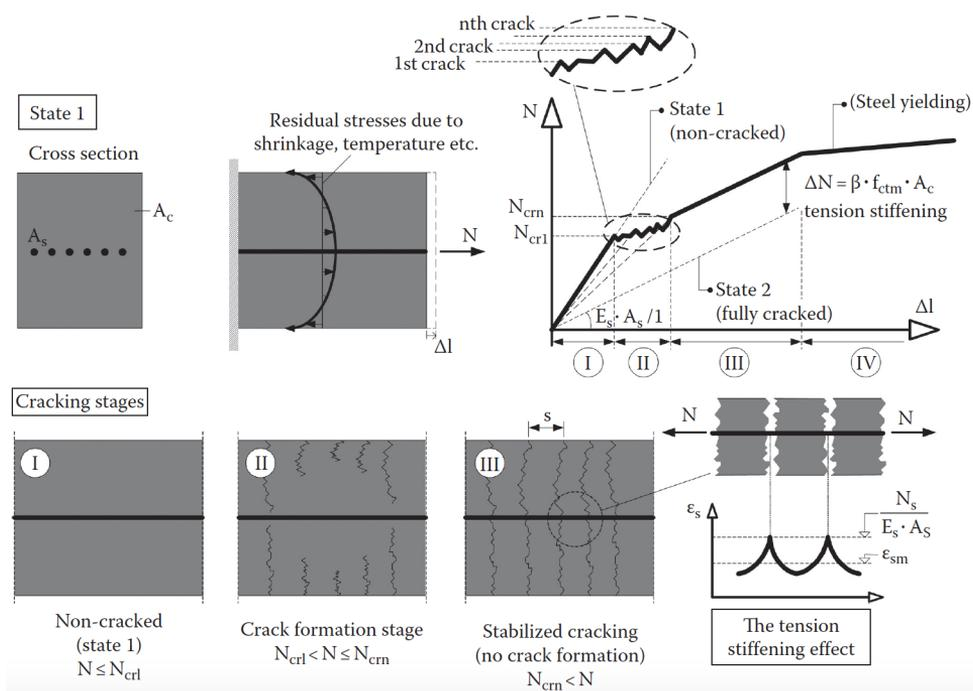 nth crack
2nd crack
1st crack
State 1
Cross section
A_c
A_s
Residual stresses due to
shrinkage, temperature etc.
N
Δl
N
State 1
(non-cracked)
(Steel yielding)
N_crn
N_cr1
ΔN = β · f_ctm · A_c
tension stiffening
State 2
(fully cracked)
E_s · A_s /1
Δl
I
II
III
IV
Cracking stages
I
Non-cracked
(state 1)
N ≤ N_crl
II
Crack formation stage
N_crl < N ≤ N_crn
III
s
Stabilized cracking
(no crack formation)
N_crn < N
N
N
ε_s
N_s
E_s · A_S
ε_sm
The tension
stiffening effect